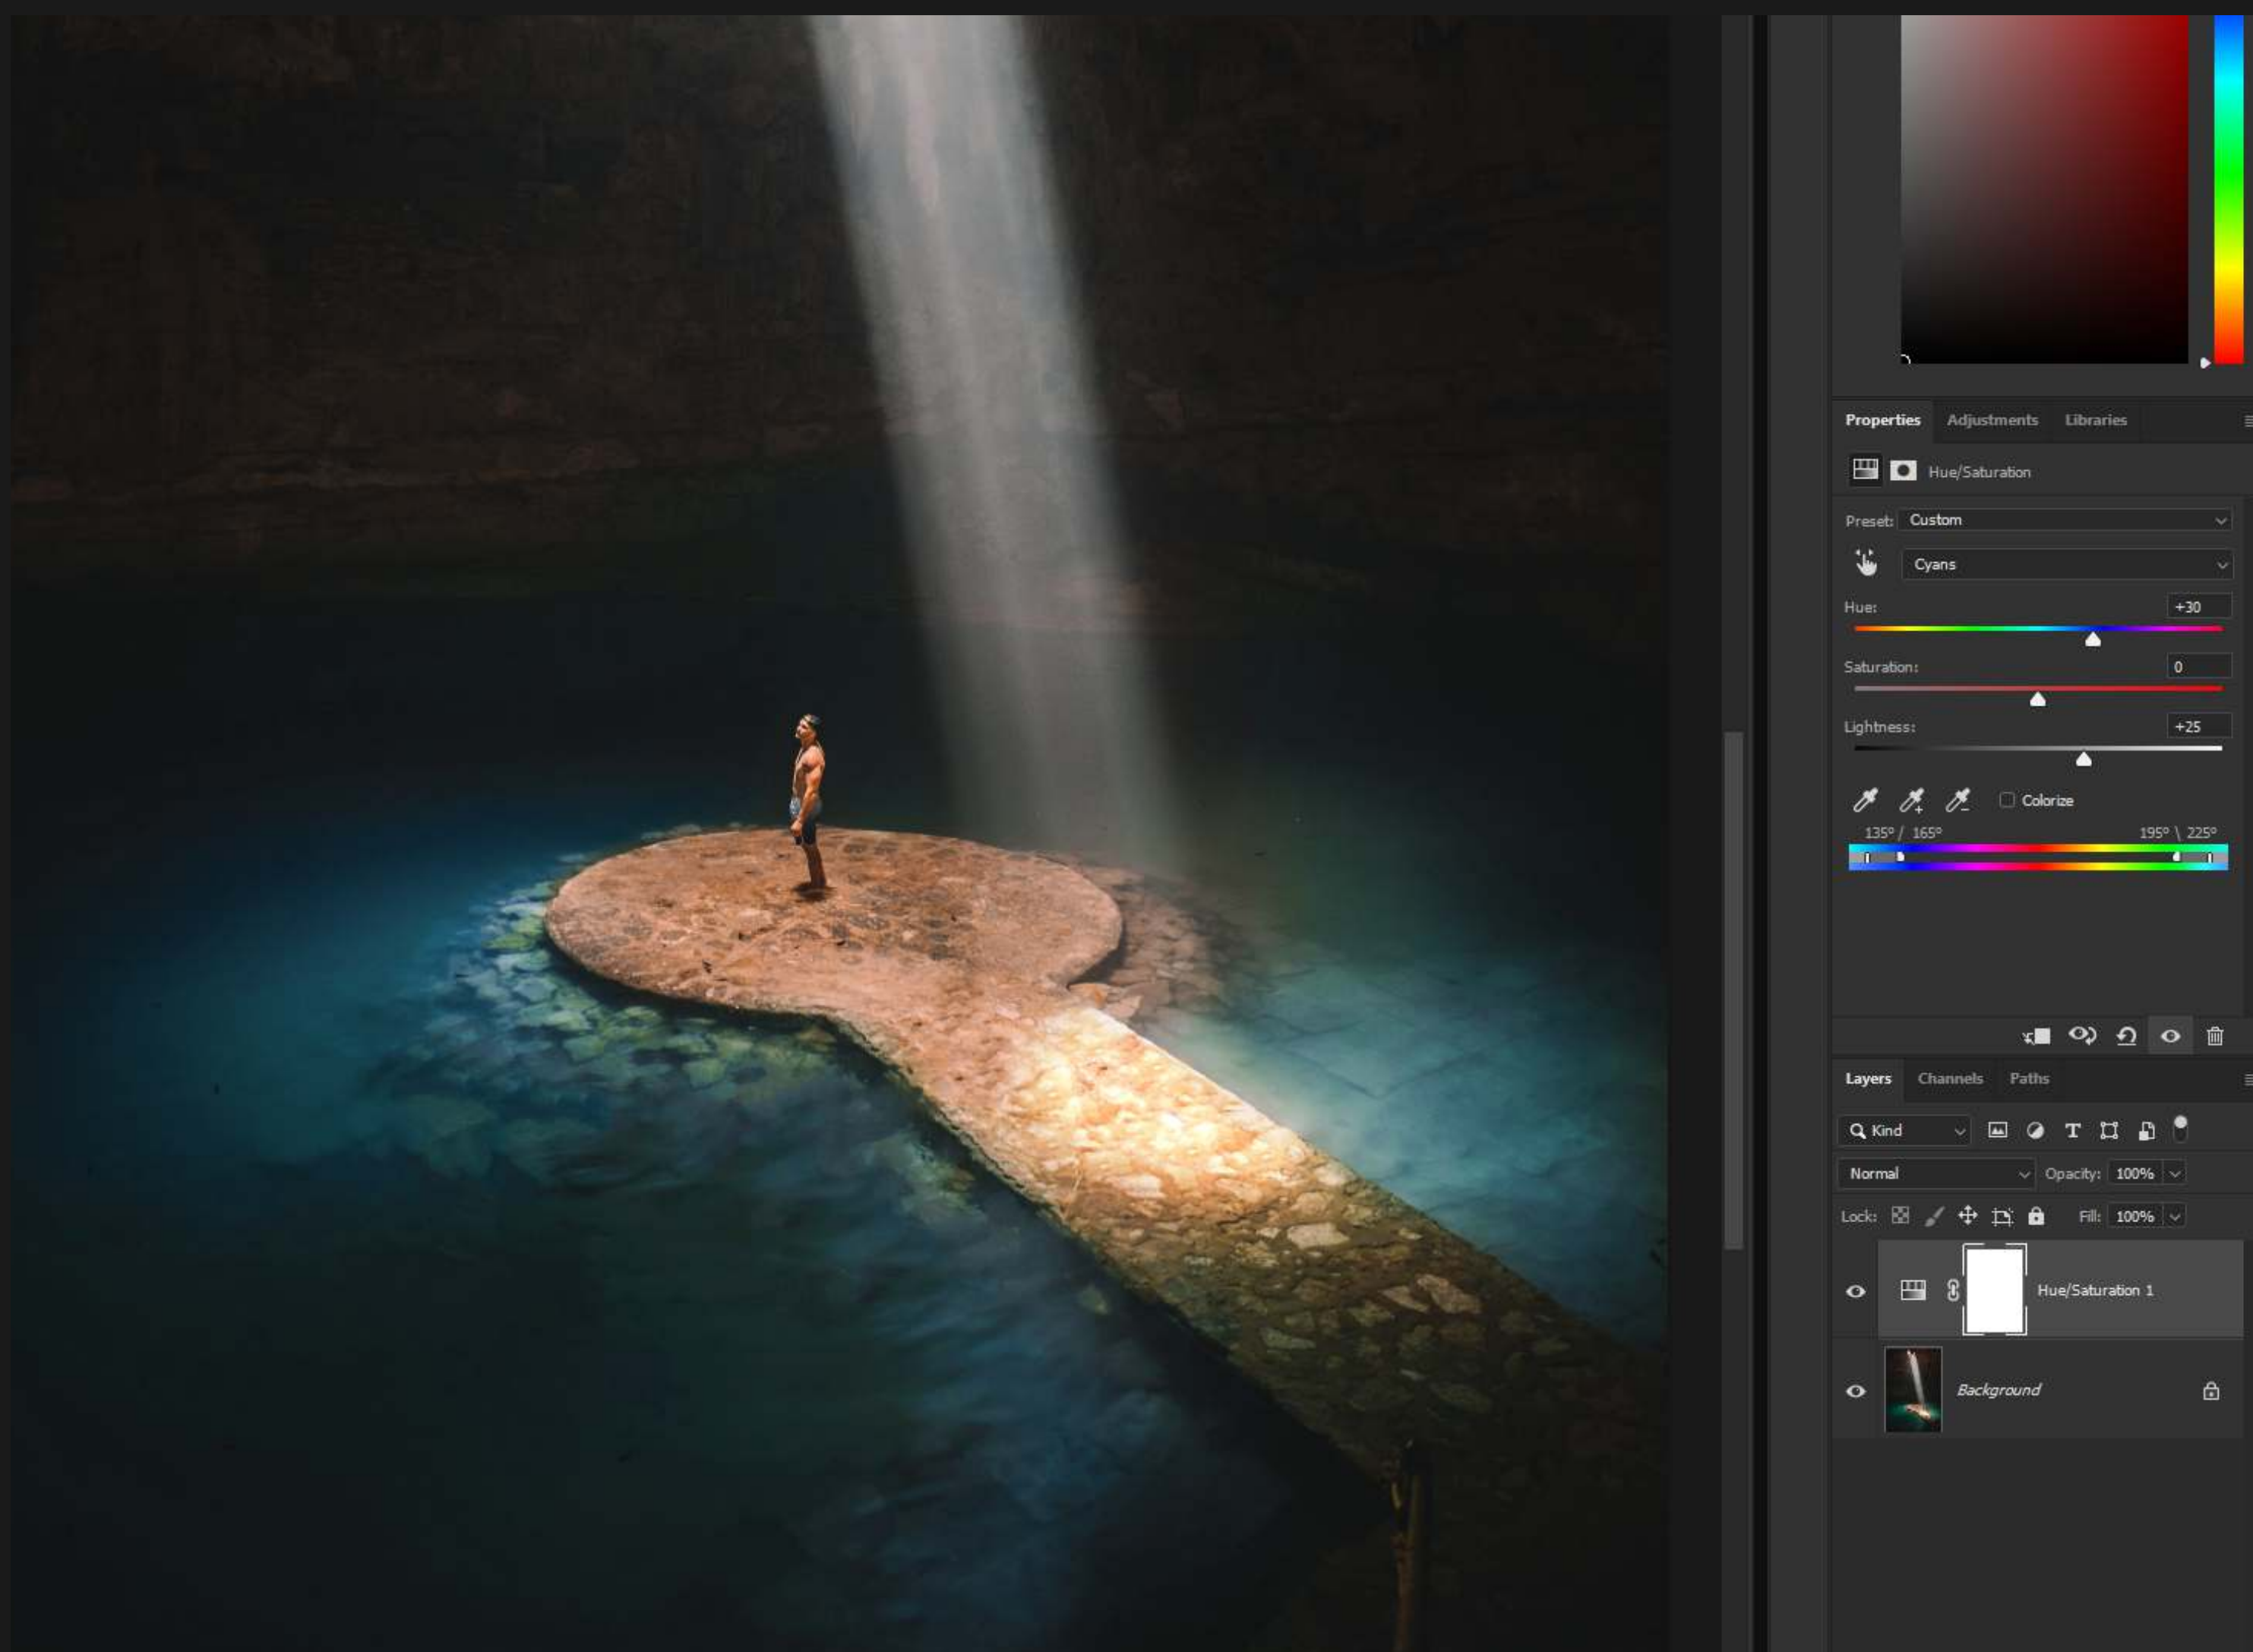 Properties Adjustments Libraries
Hue/Saturation
Preset: Custom
Cyans
Hue: +30
Saturation: 0
Lightness: +25
Colorize
135° / 165° 195° \ 225°
Layers Channels Paths
Kind
Normal Opacity: 100%
Lock: Fill: 100%
Hue/Saturation 1
Background